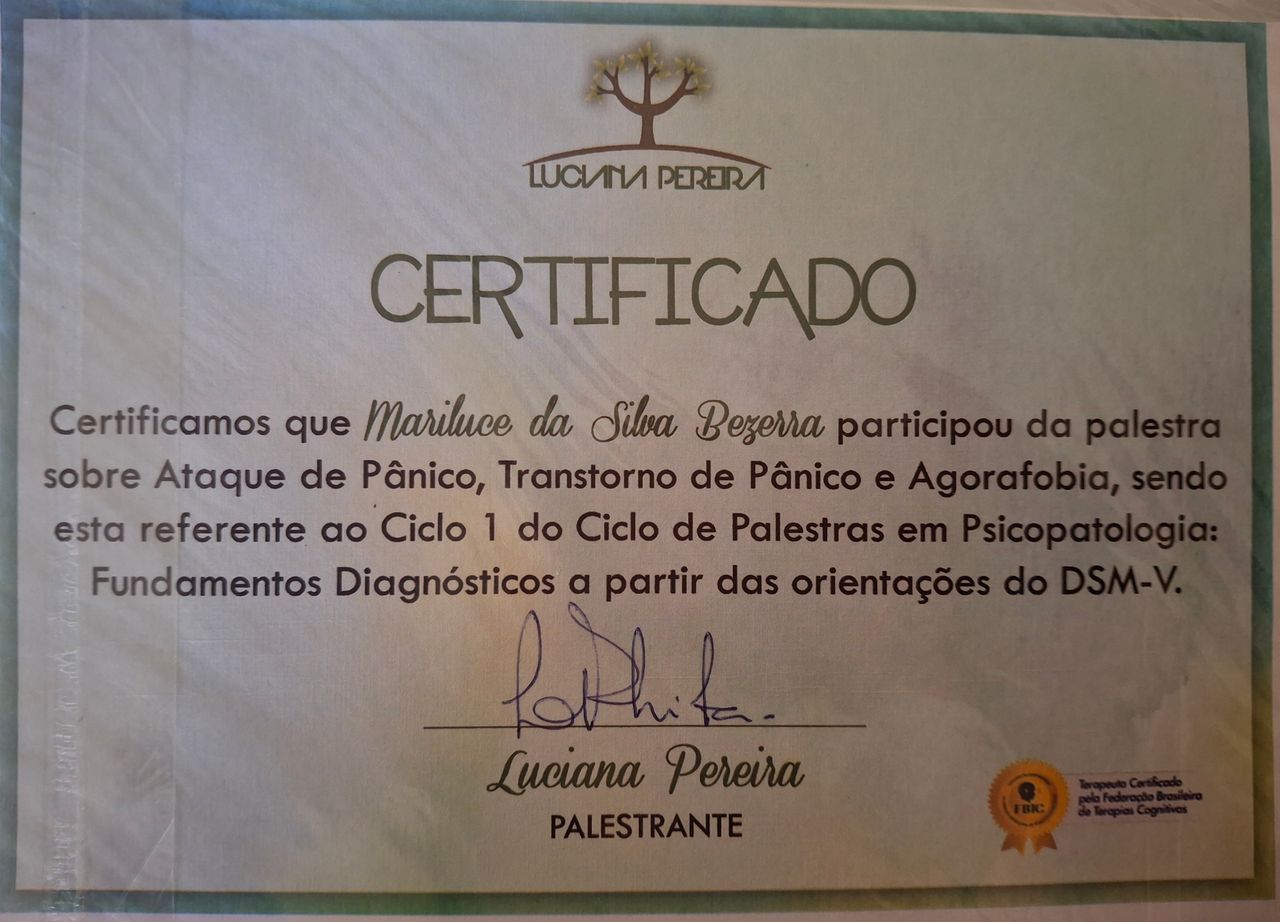 LUCIANA PEREIRA
CERTIFICADO
Certificamos que Mariluce da Silva Bezerra participou da palestra
sobre Ataque de Pânico, Transtorno de Pânico e Agorafobia, sendo
esta referente ao Ciclo 1 do Ciclo de Palestras em Psicopatologia:
Fundamentos Diagnósticos a partir das orientações do DSM-V.
Luciana Pereira
PALESTRANTE
FBTC
Terapeuta Certificado
pela Federação Brasileira
de Terapias Cognitivas